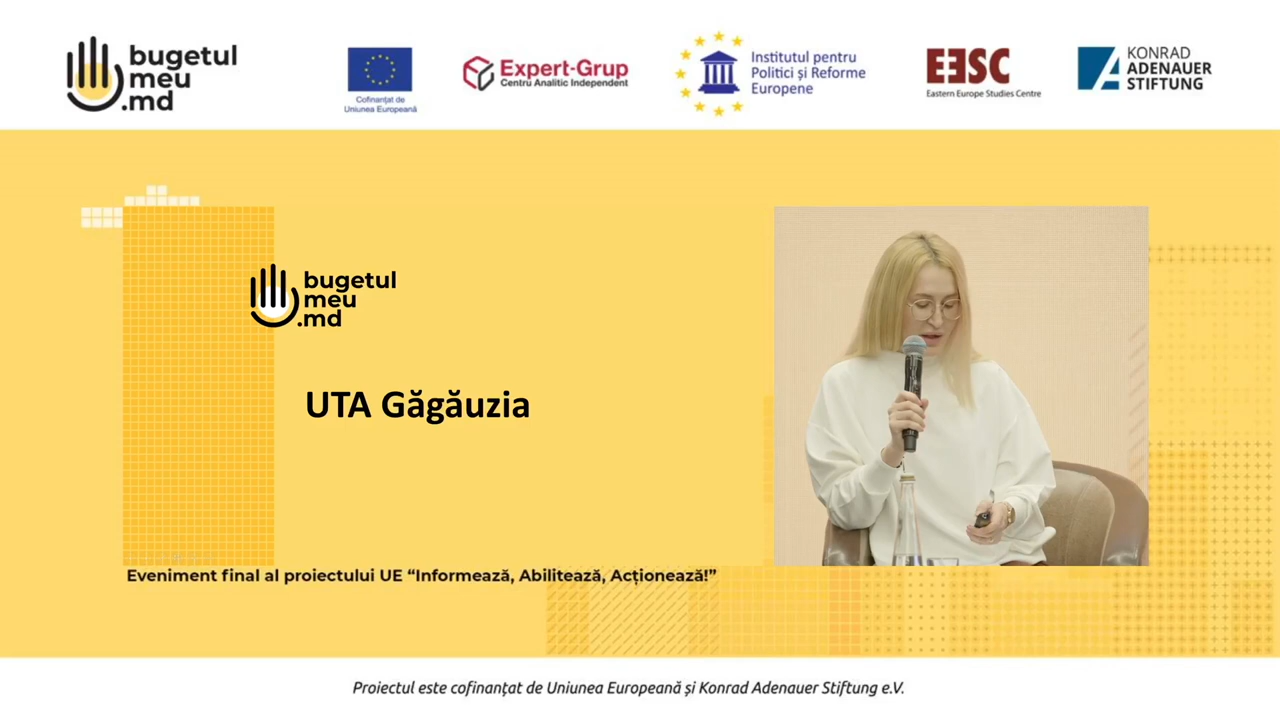 bugetul
meu
.md
Cofinanțat de
Uniunea Europeană
Expert-Grup
Centru Analitic Independent
Institutul pentru
Politici și Reforme
Europene
EESC
Eastern Europe Studies Centre
KONRAD
ADENAUER
STIFTUNG
bugetul
meu
.md
UTA Găgăuzia
Eveniment final al proiectului UE “Informează, Abilitează, Acționează!”
Proiectul este cofinanțat de Uniunea Europeană și Konrad Adenauer Stiftung e.V.